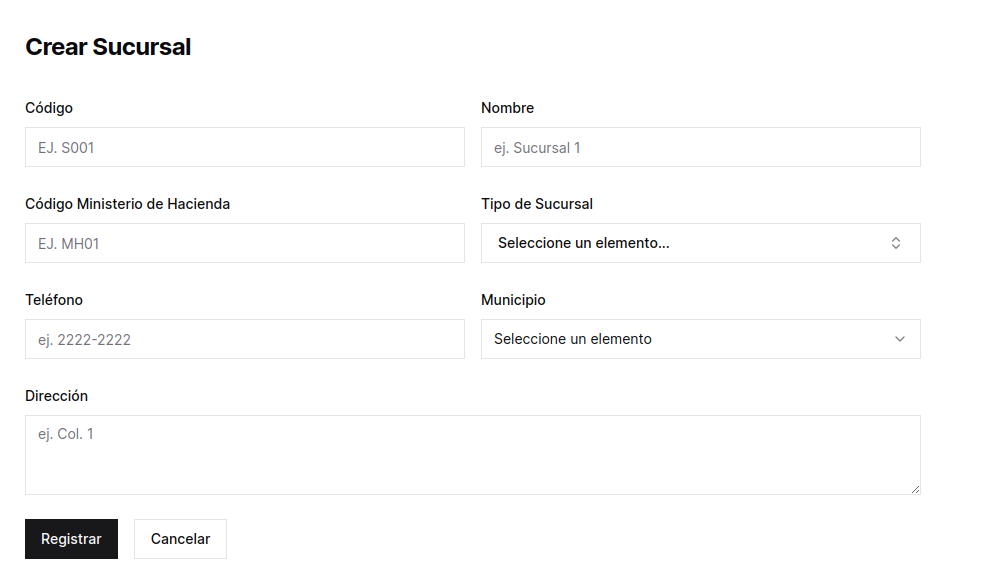 Crear Sucursal
Código
Nombre
EJ. S001
ej. Sucursal 1
Código Ministerio de Hacienda
Tipo de Sucursal
EJ. MH01
Seleccione un elemento...
Teléfono
Municipio
ej. 2222-2222
Seleccione un elemento
Dirección
ej. Col. 1
Registrar
Cancelar